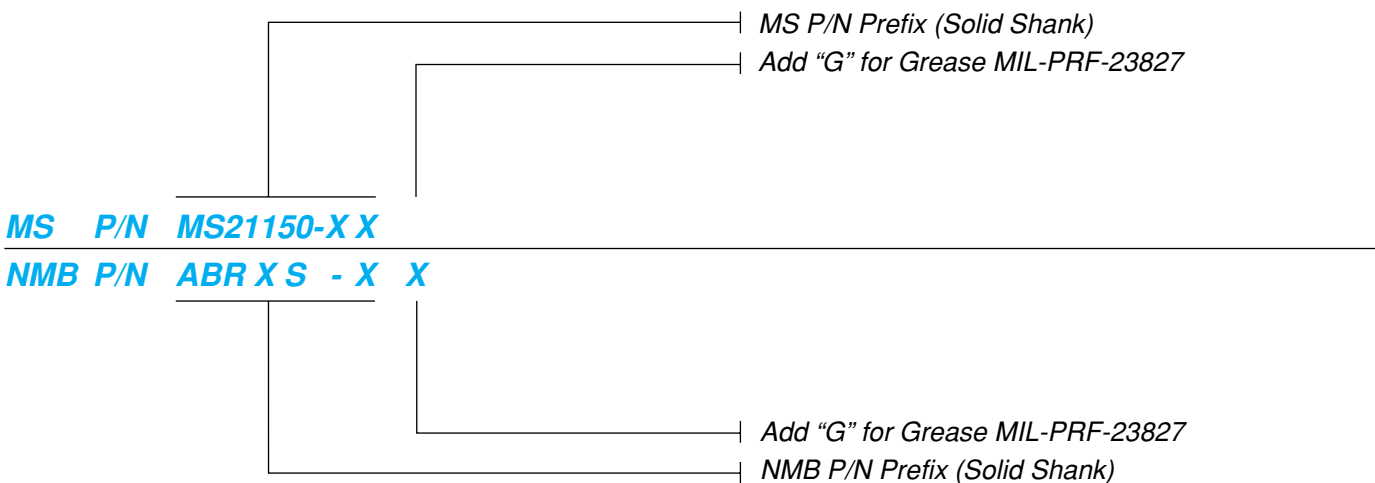 MS P/N Prefix (Solid Shank)
Add “G” for Grease MIL-PRF-23827
MS P/N MS21150-X X
NMB P/N ABR X S - X X
Add “G” for Grease MIL-PRF-23827
NMB P/N Prefix (Solid Shank)